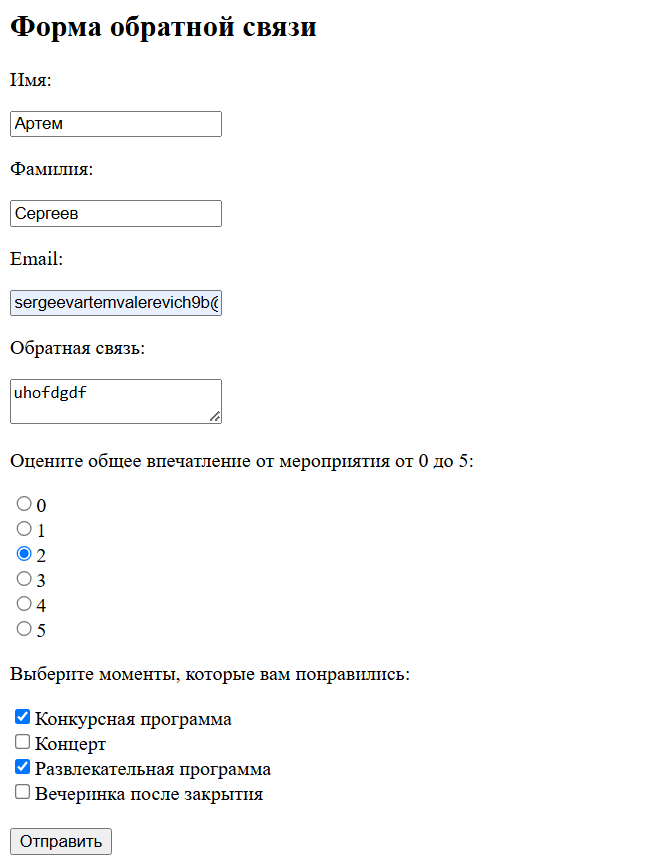 Форма обратной связи
Имя:
Артем
Фамилия:
Сергеев
Email:
sergeevartemvalerevich9b@
Обратная связь:
uhofdgdf
Оцените общее впечатление от мероприятия от 0 до 5:
0
1
2
3
4
5
Выберите моменты, которые вам понравились:
Конкурсная программа
Концерт
Развлекательная программа
Вечеринка после закрытия
Отправить